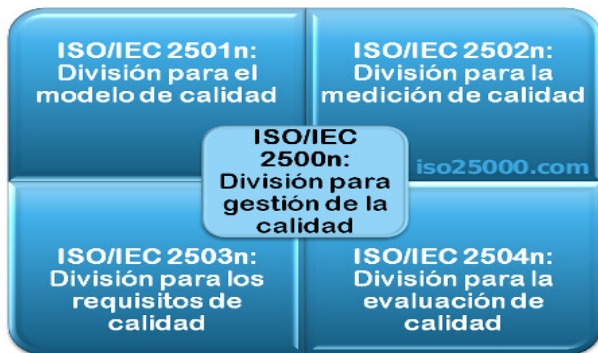 ISO/IEC 2501n:
División para el
modelo de calidad
ISO/IEC 2502n:
División para la
medición de calidad
ISO/IEC
2500n:
División para
gestión de la
calidad
iso25000.com
ISO/IEC 2503n:
División para los
requisitos de
calidad
ISO/IEC 2504n:
División para la
evaluación de
calidad